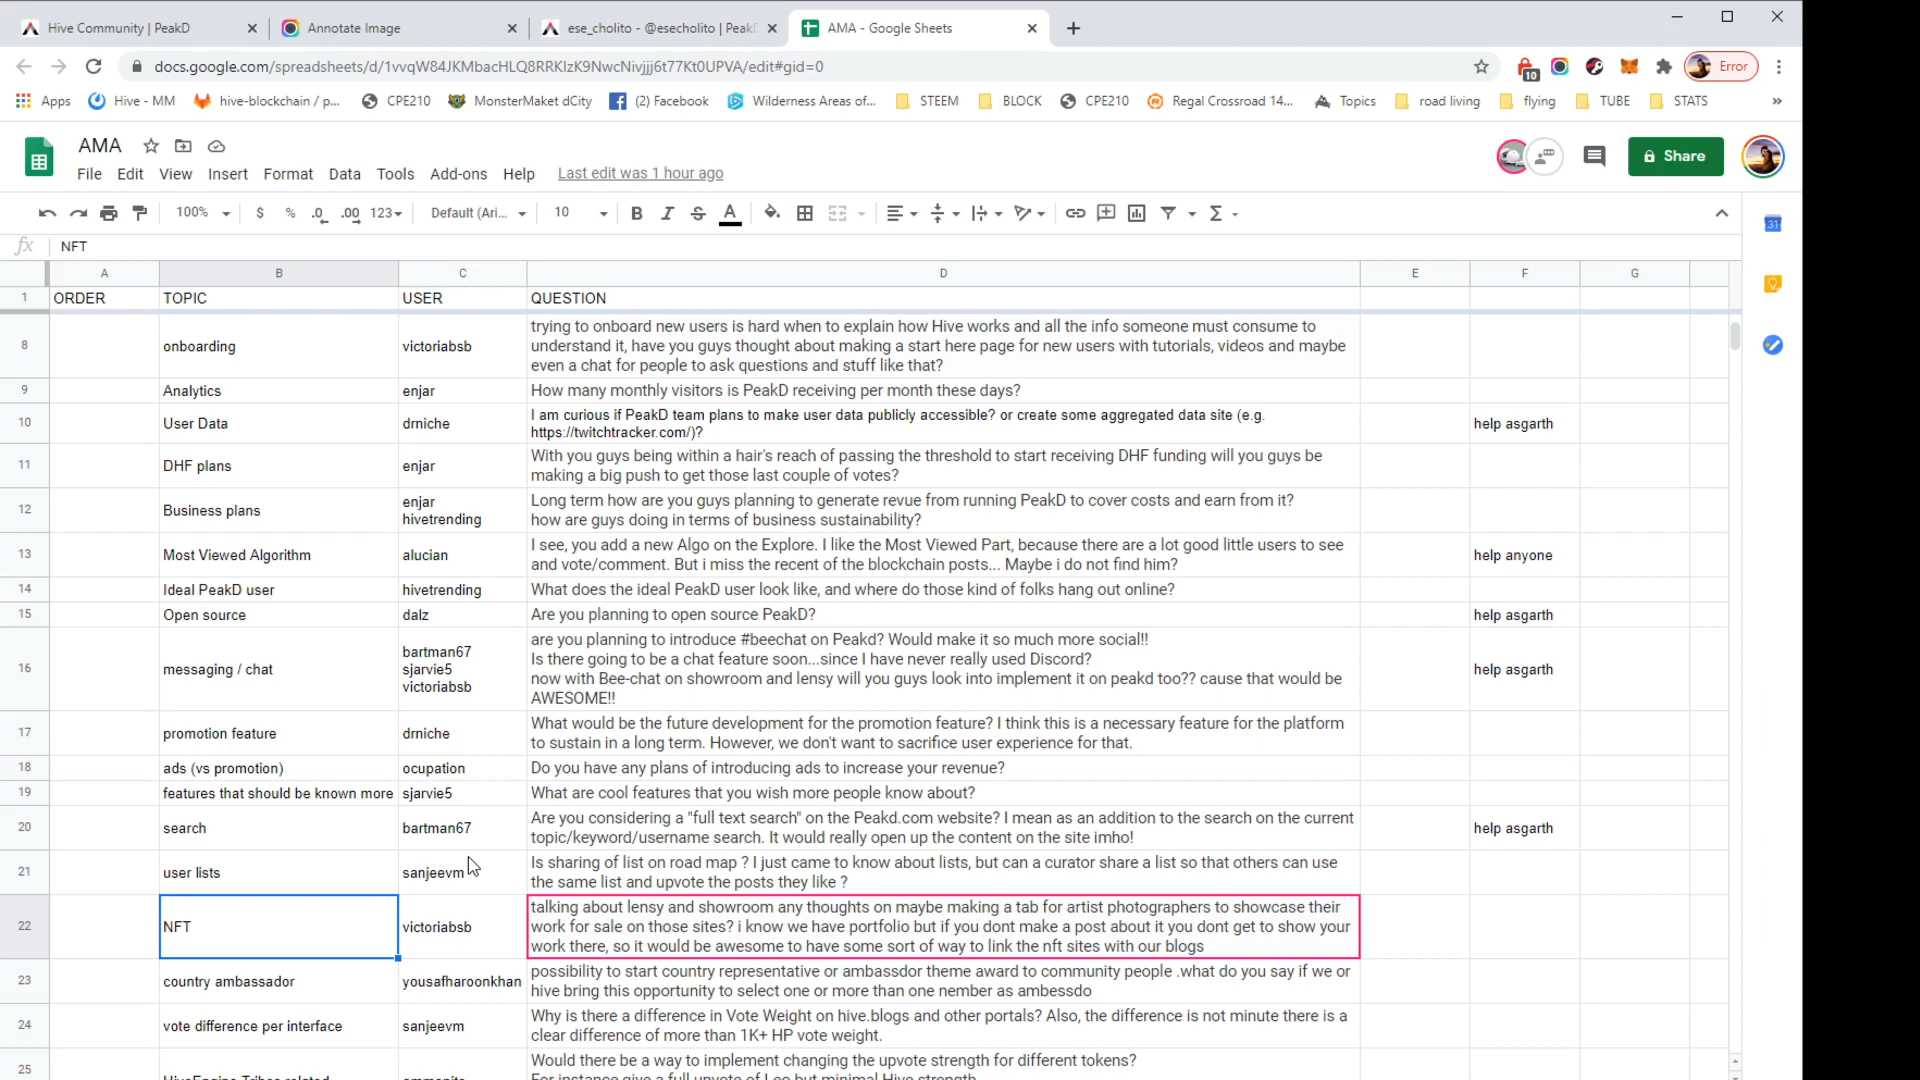 Hive Community | PeakD
Annotate Image
ese_cholito - @esecholito | Peak
AMA - Google Sheets
docs.google.com/spreadsheets/d/1vvqW84JKMbacHLQ8RRKIzK9NwcNivjjj6t77Kt0UPVA/edit#gid=0
10
Error
Apps
Hive - MM
hive-blockchain / p...
CPE210
MonsterMaket dCity
(2) Facebook
Wilderness Areas of...
STEEM
BLOCK
CPE210
Regal Crossroad 14...
Topics
road living
flying
TUBE
STATS
»
AMA
File Edit View Insert Format Data Tools Add-ons Help Last edit was 1 hour ago
Share
100% $ % .0 .00 123 Default (Ari... 10 B I S A
31
fx NFT
A B C D E F G
1 ORDER TOPIC USER QUESTION
8 onboarding victoriabsb
trying to onboard new users is hard when to explain how Hive works and all the info someone must consume to
understand it, have you guys thought about making a start here page for new users with tutorials, videos and maybe
even a chat for people to ask questions and stuff like that?
9 Analytics enjar How many monthly visitors is PeakD receiving per month these days?
10 User Data drniche
I am curious if PeakD team plans to make user data publicly accessible? or create some aggregated data site (e.g.
https://twitchtracker.com/)?
help asgarth
11 DHF plans enjar
With you guys being within a hair's reach of passing the threshold to start receiving DHF funding will you guys be
making a big push to get those last couple of votes?
12 Business plans
enjar
hivetrending
Long term how are you guys planning to generate revue from running PeakD to cover costs and earn from it?
how are guys doing in terms of business sustainability?
13 Most Viewed Algorithm alucian
I see, you add a new Algo on the Explore. I like the Most Viewed Part, because there are a lot good little users to see
and vote/comment. But i miss the recent of the blockchain posts... Maybe i do not find him?
help anyone
14 Ideal PeakD user hivetrending What does the ideal PeakD user look like, and where do those kind of folks hang out online?
15 Open source dalz Are you planning to open source PeakD? help asgarth
16 messaging / chat
bartman67
sjarvie5
victoriabsb
are you planning to introduce #beechat on Peakd? Would make it so much more social!!
Is there going to be a chat feature soon...since I have never really used Discord?
now with Bee-chat on showroom and lensy will you guys look into implement it on peakd too?? cause that would be
AWESOME!!
help asgarth
17 promotion feature drniche
What would be the future development for the promotion feature? I think this is a necessary feature for the platform
to sustain in a long term. However, we don't want to sacrifice user experience for that.
18 ads (vs promotion) ocupation Do you have any plans of introducing ads to increase your revenue?
19 features that should be known more sjarvie5 What are cool features that you wish more people know about?
20 search bartman67
Are you considering a "full text search" on the Peakd.com website? I mean as an addition to the search on the current
topic/keyword/username search. It would really open up the content on the site imho!
help asgarth
21 user lists sanjeevm
Is sharing of list on road map ? I just came to know about lists, but can a curator share a list so that others can use
the same list and upvote the posts they like ?
22 NFT victoriabsb
talking about lensy and showroom any thoughts on maybe making a tab for artist photographers to showcase their
work for sale on those sites? i know we have portfolio but if you dont make a post about it you dont get to show your
work there, so it would be awesome to have some sort of way to link the nft sites with our blogs
23 country ambassador yousafharoonkhan
possibility to start country representative or ambassdor theme award to community people .what do you say if we or
hive bring this opportunity to select one or more than one nember as ambessdo
24 vote difference per interface sanjeevm
Why is there a difference in Vote Weight on hive.blogs and other portals? Also, the difference is not minute there is a
clear difference of more than 1K+ HP vote weight.
25 HiveEngine Tribes related
Would there be a way to implement changing the upvote strength for different tokens?
For instance give a full upvote of Leo but minimal Hive strength